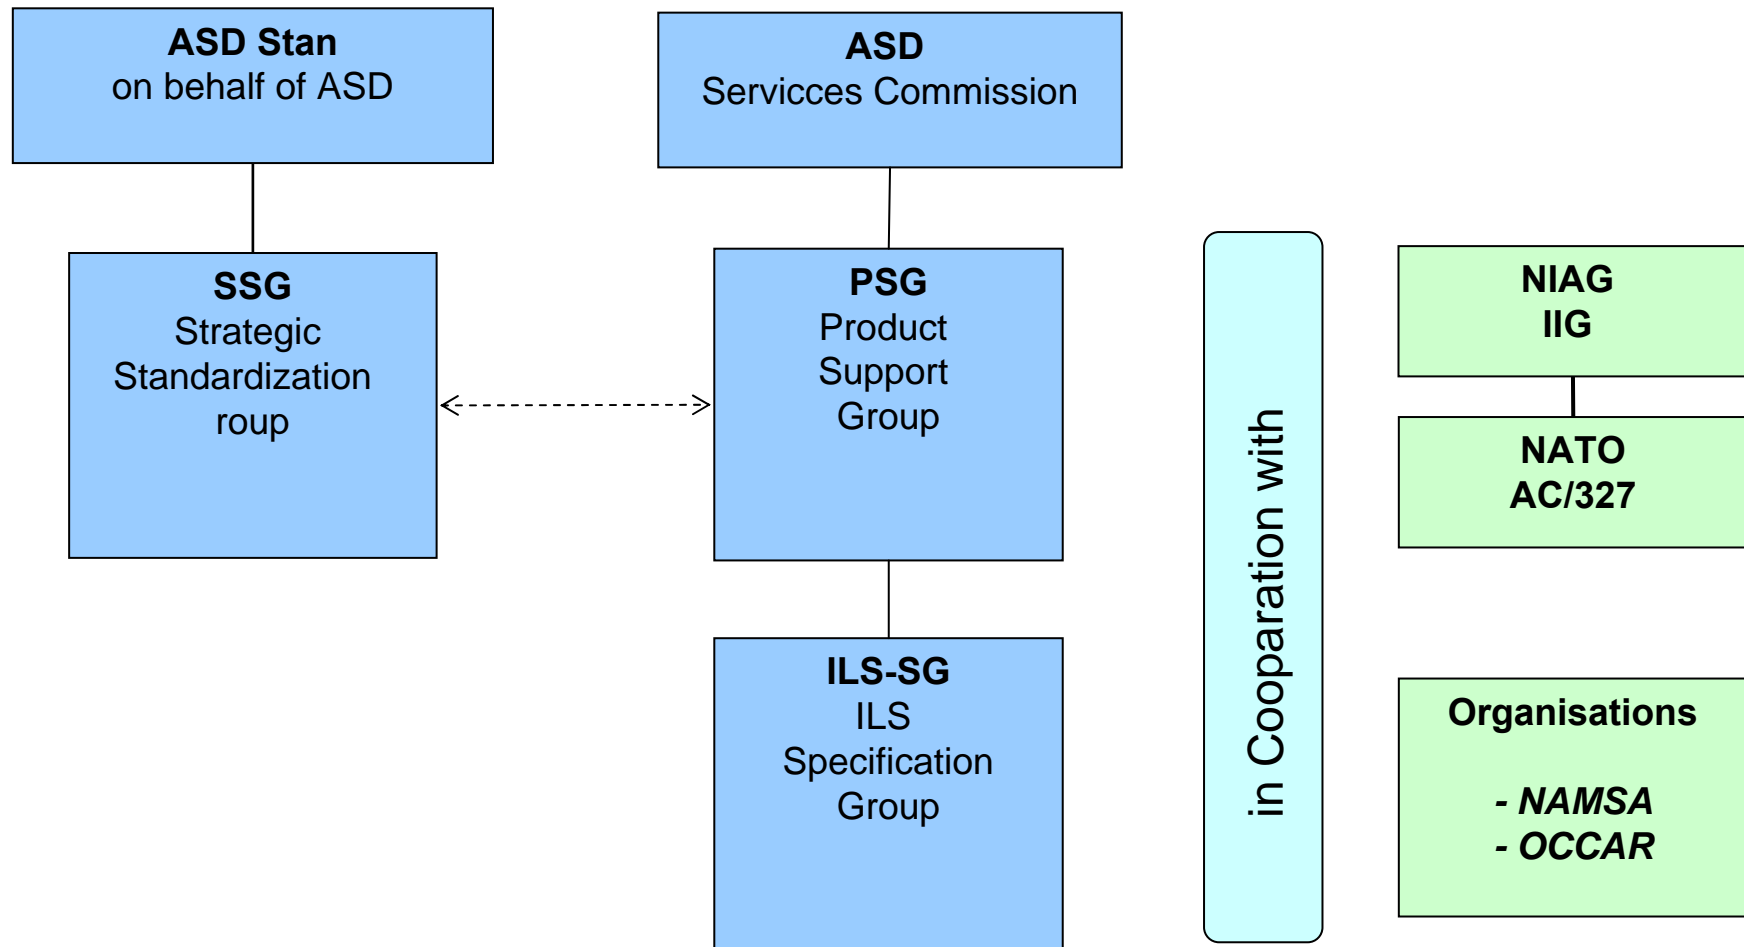 ASD Stan
on behalf of ASD
ASD
Servicces Commission
SSG
Strategic
Standardization
roup
PSG
Product
Support
Group
ILS-SG
ILS
Specification
Group
in Cooparation with
NIAG
IIG
NATO
AC/327
Organisations
- NAMSA
- OCCAR